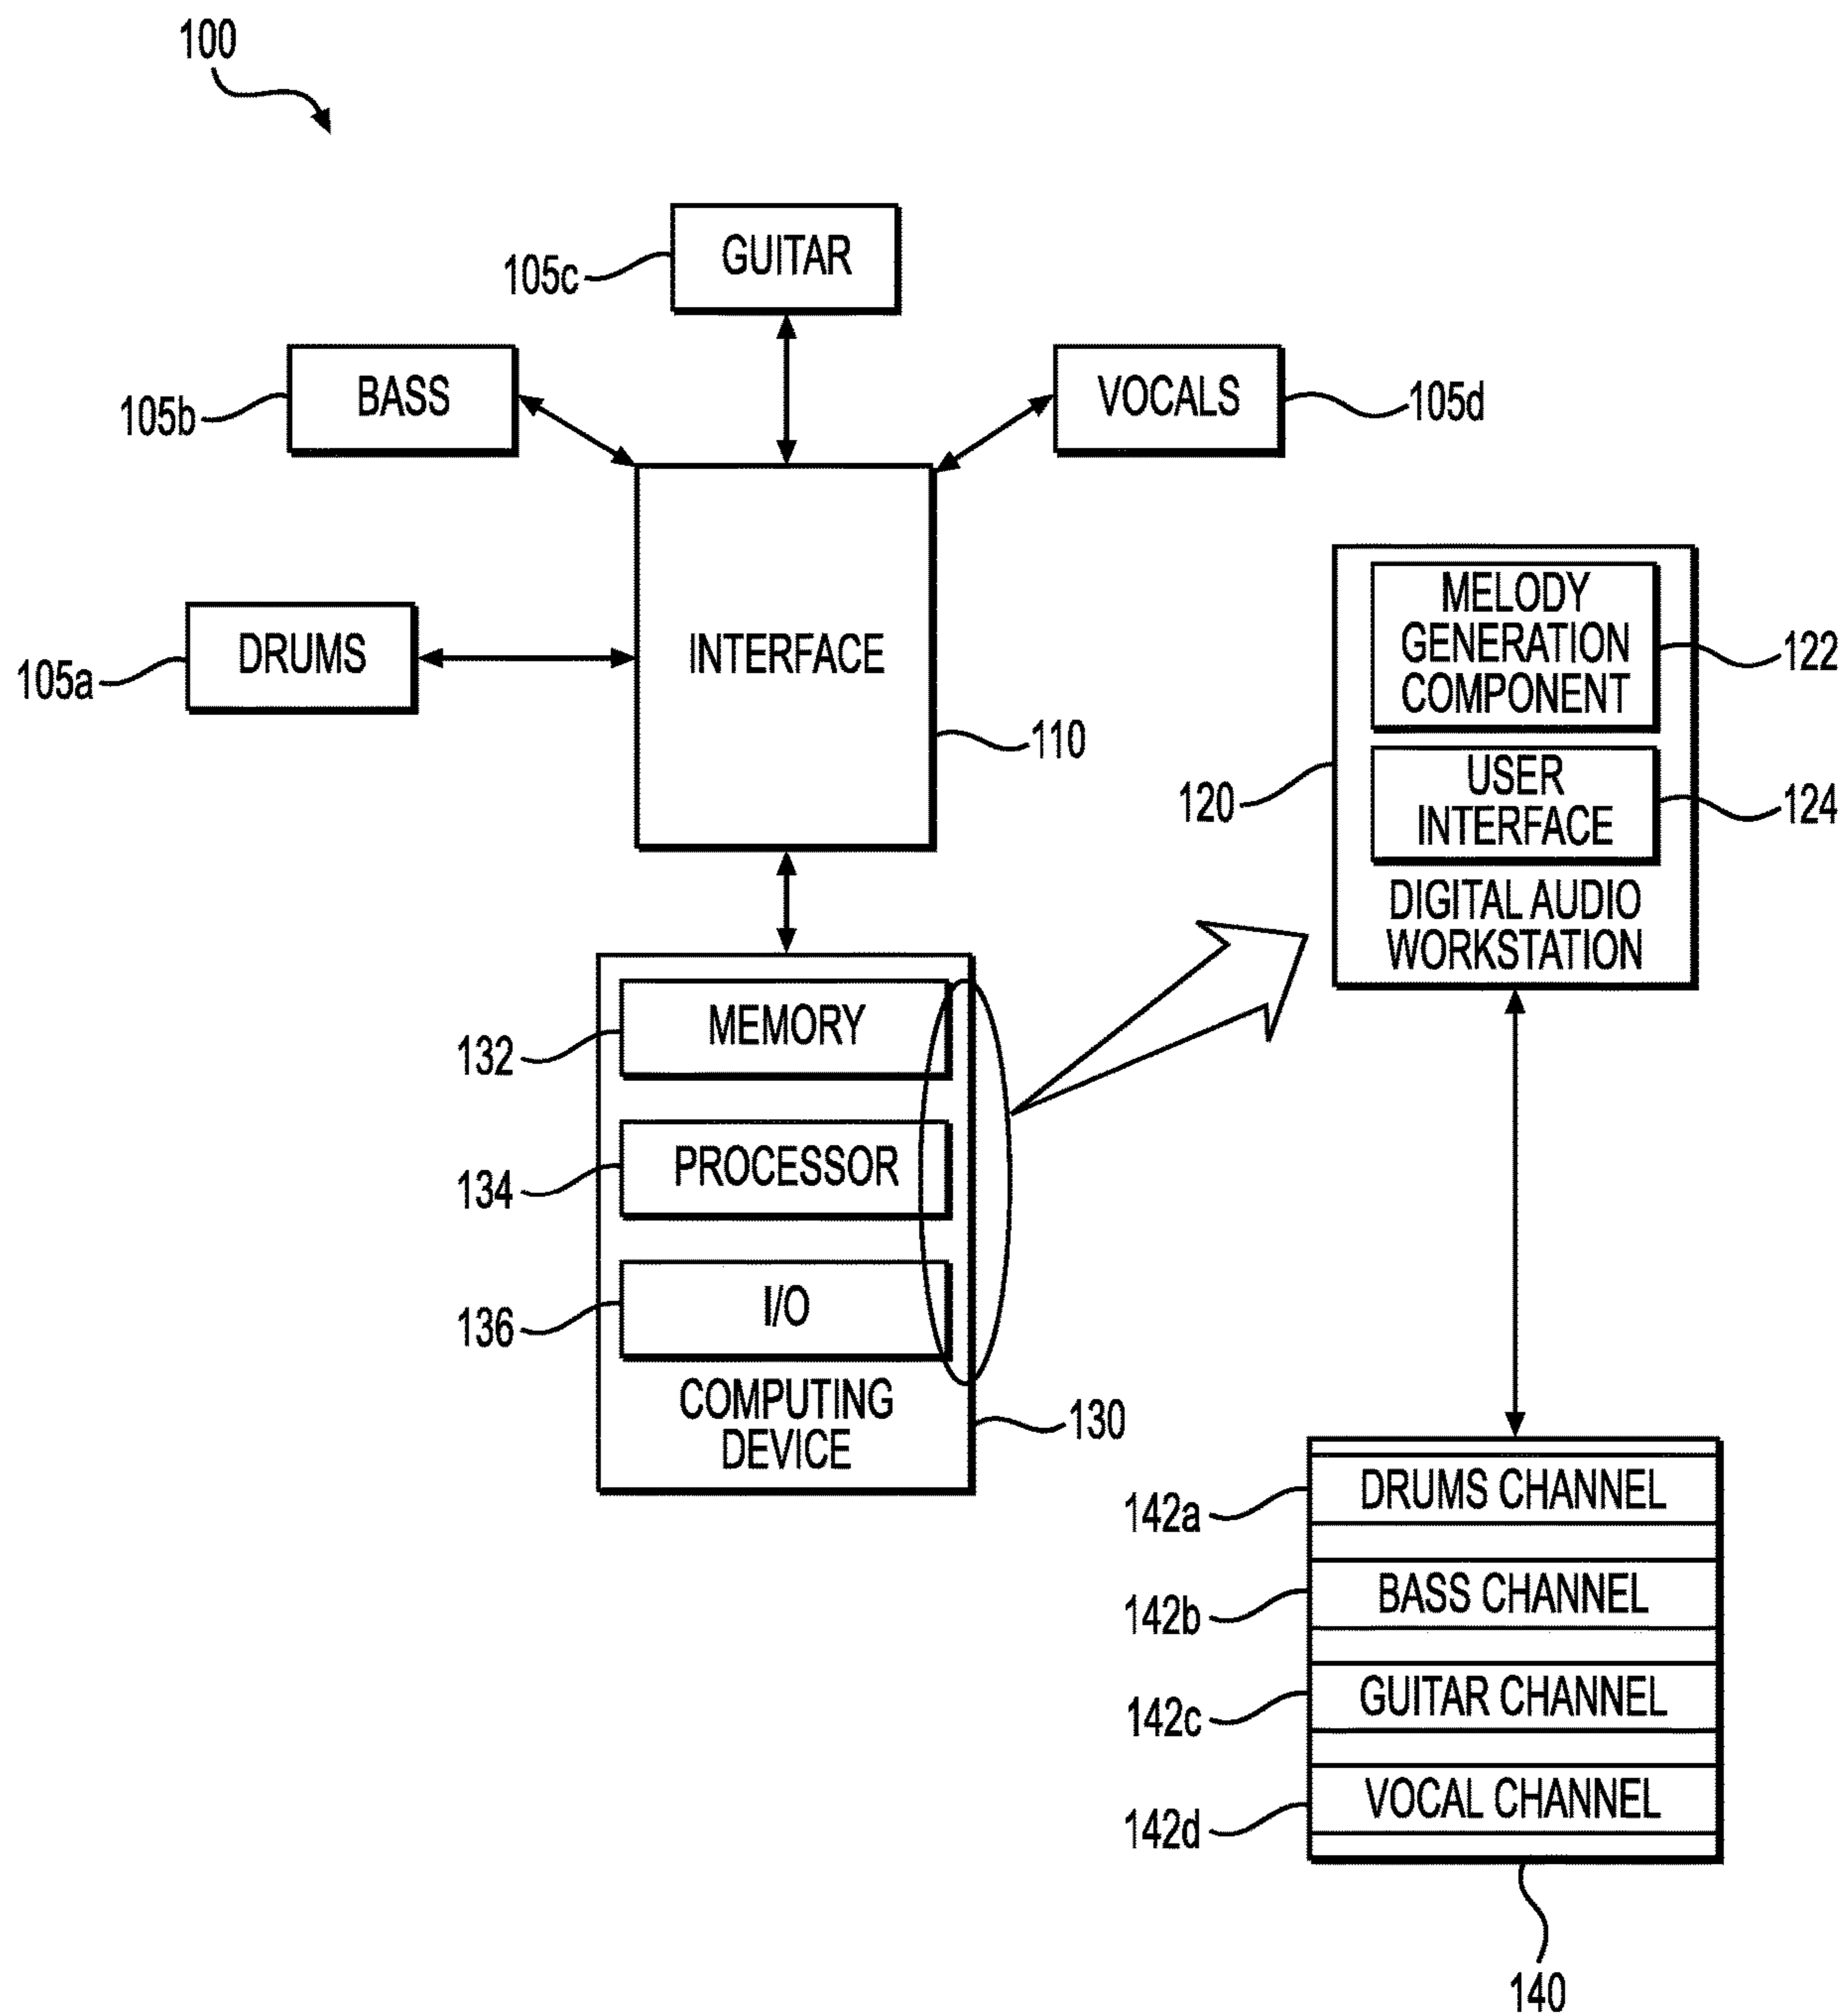 100
GUITAR
105c
BASS
105b
VOCALS
105d
DRUMS
105a
INTERFACE
110
MELODY
GENERATION
COMPONENT
122
USER
INTERFACE
124
120
DIGITAL AUDIO
WORKSTATION
MEMORY
132
PROCESSOR
134
I/O
136
COMPUTING
DEVICE
130
DRUMS CHANNEL
142a
BASS CHANNEL
142b
GUITAR CHANNEL
142c
VOCAL CHANNEL
142d
140